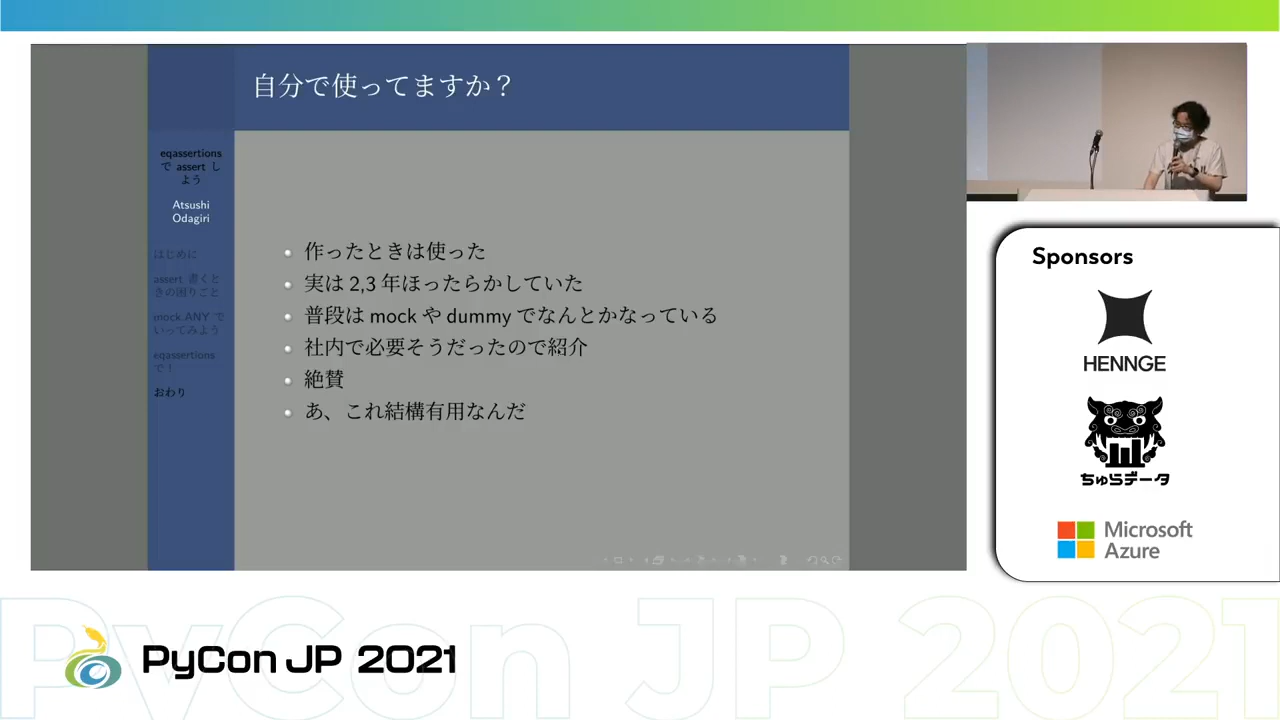 自分で使ってますか？
eqassertions
で assert し
よう
Atsushi
Odagiri
はじめに
assert 書くと
きの困りごと
mock.ANY で
いってみよう
eqassertions
で！
おわり
作ったときは使った
実は 2,3 年ほったらかしていた
普段は mock や dummy でなんとかなっている
社内で必要そうだったので紹介
絶賛
あ、これ結構有用なんだ
Sponsors
HENNGE
ちゅらデータ
Microsoft
Azure
PyCon JP 2021
PyCon JP 2021